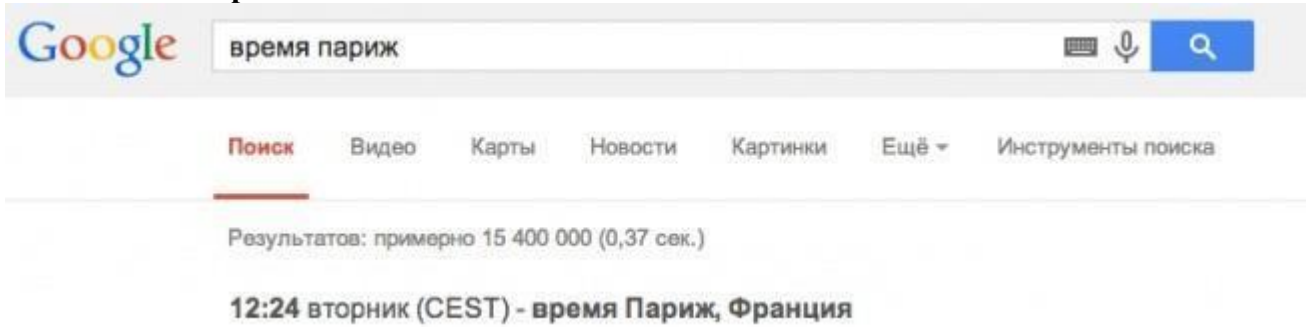 Google время париж
Поиск Видео Карты Новости Картинки Ещё Инструменты поиска
Результатов: примерно 15 400 000 (0,37 сек.)
12:24 вторник (CEST) - время Париж, Франция